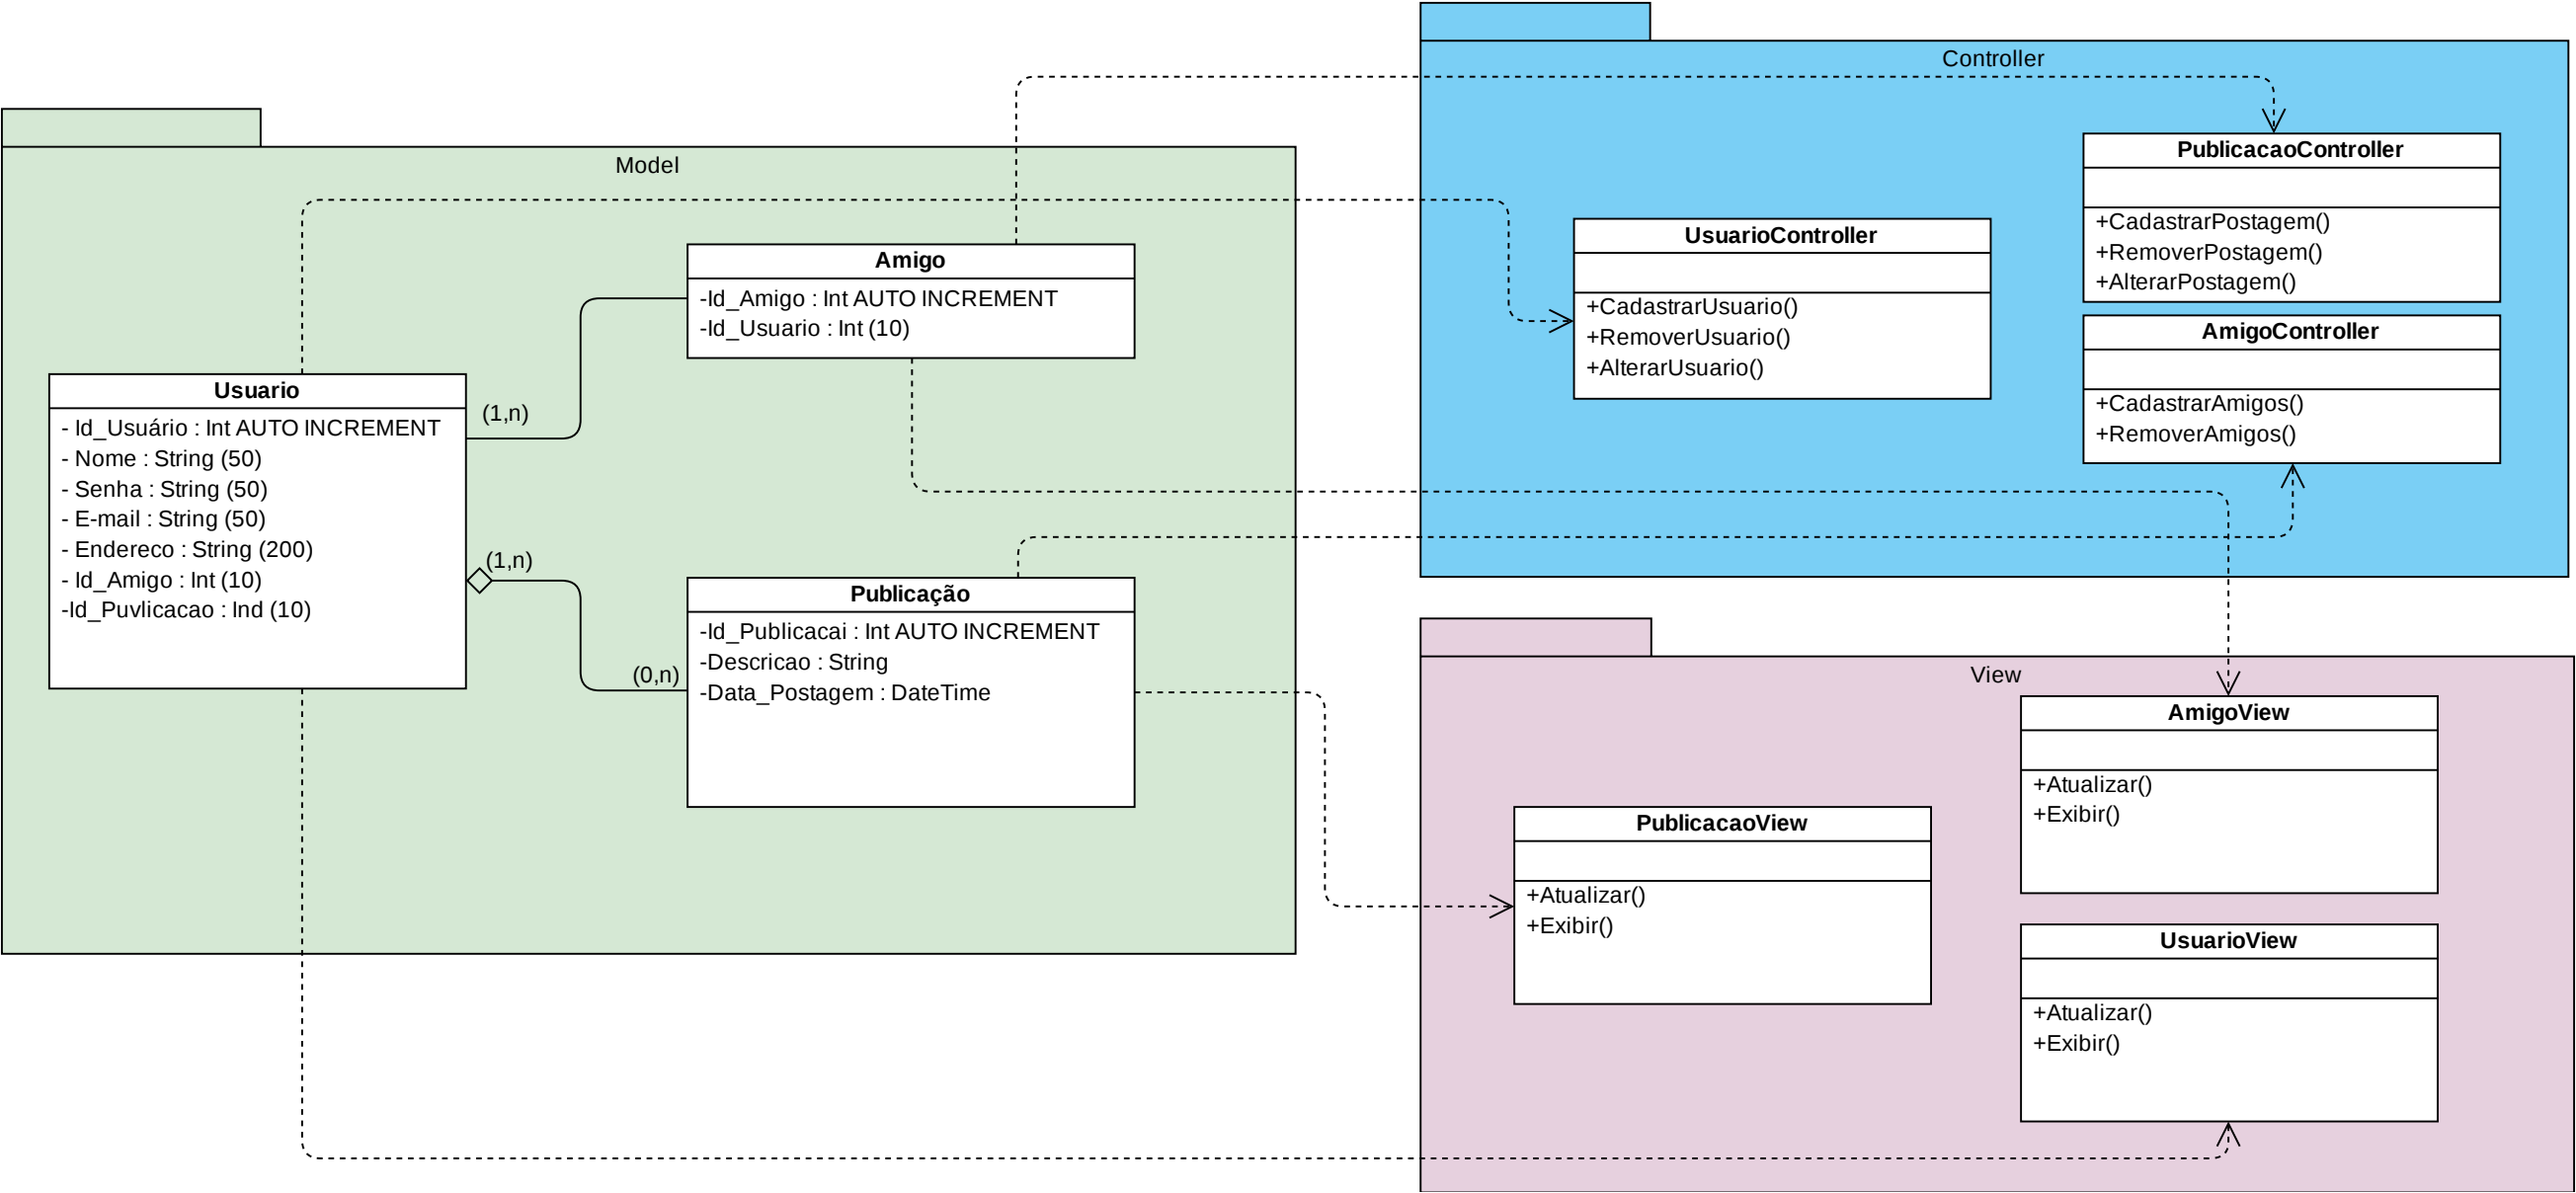 Model
Usuario
- Id_Usuário : Int AUTO INCREMENT
- Nome : String (50)
- Senha : String (50)
- E-mail : String (50)
- Endereco : String (200)
- Id_Amigo : Int (10)
-Id_Puvlicacao : Ind (10)
(1,n)
(1,n)
(0,n)
Amigo
-Id_Amigo : Int AUTO INCREMENT
-Id_Usuario : Int (10)
Publicação
-Id_Publicacai : Int AUTO INCREMENT
-Descricao : String
-Data_Postagem : DateTime
Controller
UsuarioController
+CadastrarUsuario()
+RemoverUsuario()
+AlterarUsuario()
PublicacaoController
+CadastrarPostagem()
+RemoverPostagem()
+AlterarPostagem()
AmigoController
+CadastrarAmigos()
+RemoverAmigos()
View
PublicacaoView
+Atualizar()
+Exibir()
AmigoView
+Atualizar()
+Exibir()
UsuarioView
+Atualizar()
+Exibir()